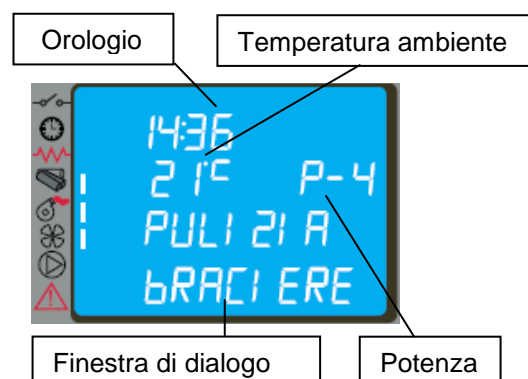 Orologio
Temperatura ambiente
14:36
21°C P-4
PULIZIA
bRACIERE
Finestra di dialogo
Potenza